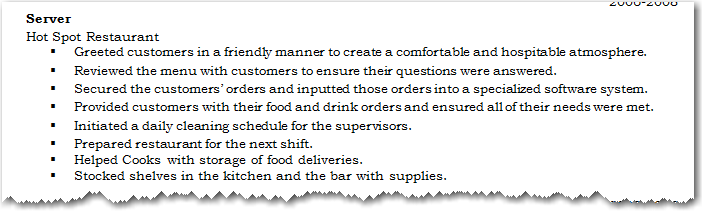 2006-2008
Server
Hot Spot Restaurant
▪ Greeted customers in a friendly manner to create a comfortable and hospitable atmosphere.
▪ Reviewed the menu with customers to ensure their questions were answered.
▪ Secured the customers' orders and inputted those orders into a specialized software system.
▪ Provided customers with their food and drink orders and ensured all of their needs were met.
▪ Initiated a daily cleaning schedule for the supervisors.
▪ Prepared restaurant for the next shift.
▪ Helped Cooks with storage of food deliveries.
▪ Stocked shelves in the kitchen and the bar with supplies.